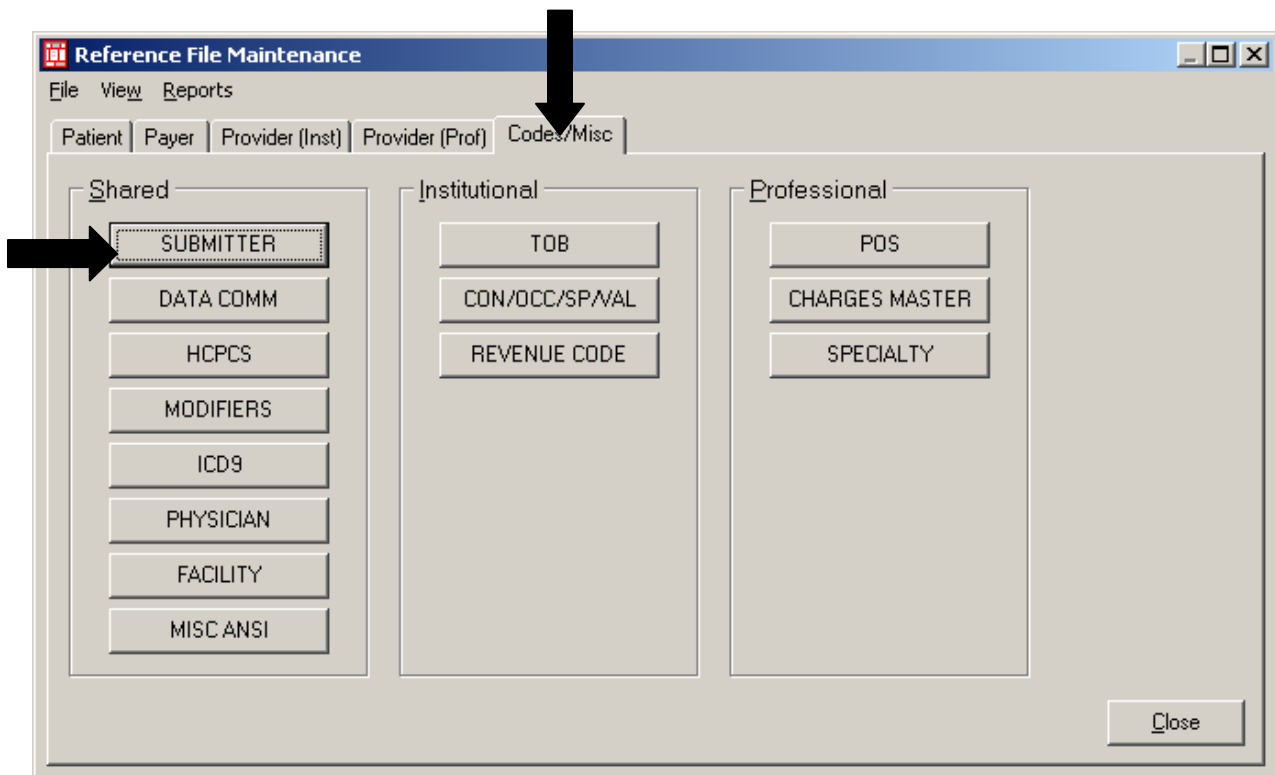 Reference File Maintenance
File View Reports
Patient Payer Provider (Inst) Provider (Prof) Codes/Misc
Shared
SUBMITTER
DATA COMM
HCPCS
MODIFIERS
ICD9
PHYSICIAN
FACILITY
MISC ANSI
Institutional
TOB
CON/OCC/SP/VAL
REVENUE CODE
Professional
POS
CHARGES MASTER
SPECIALTY
Close